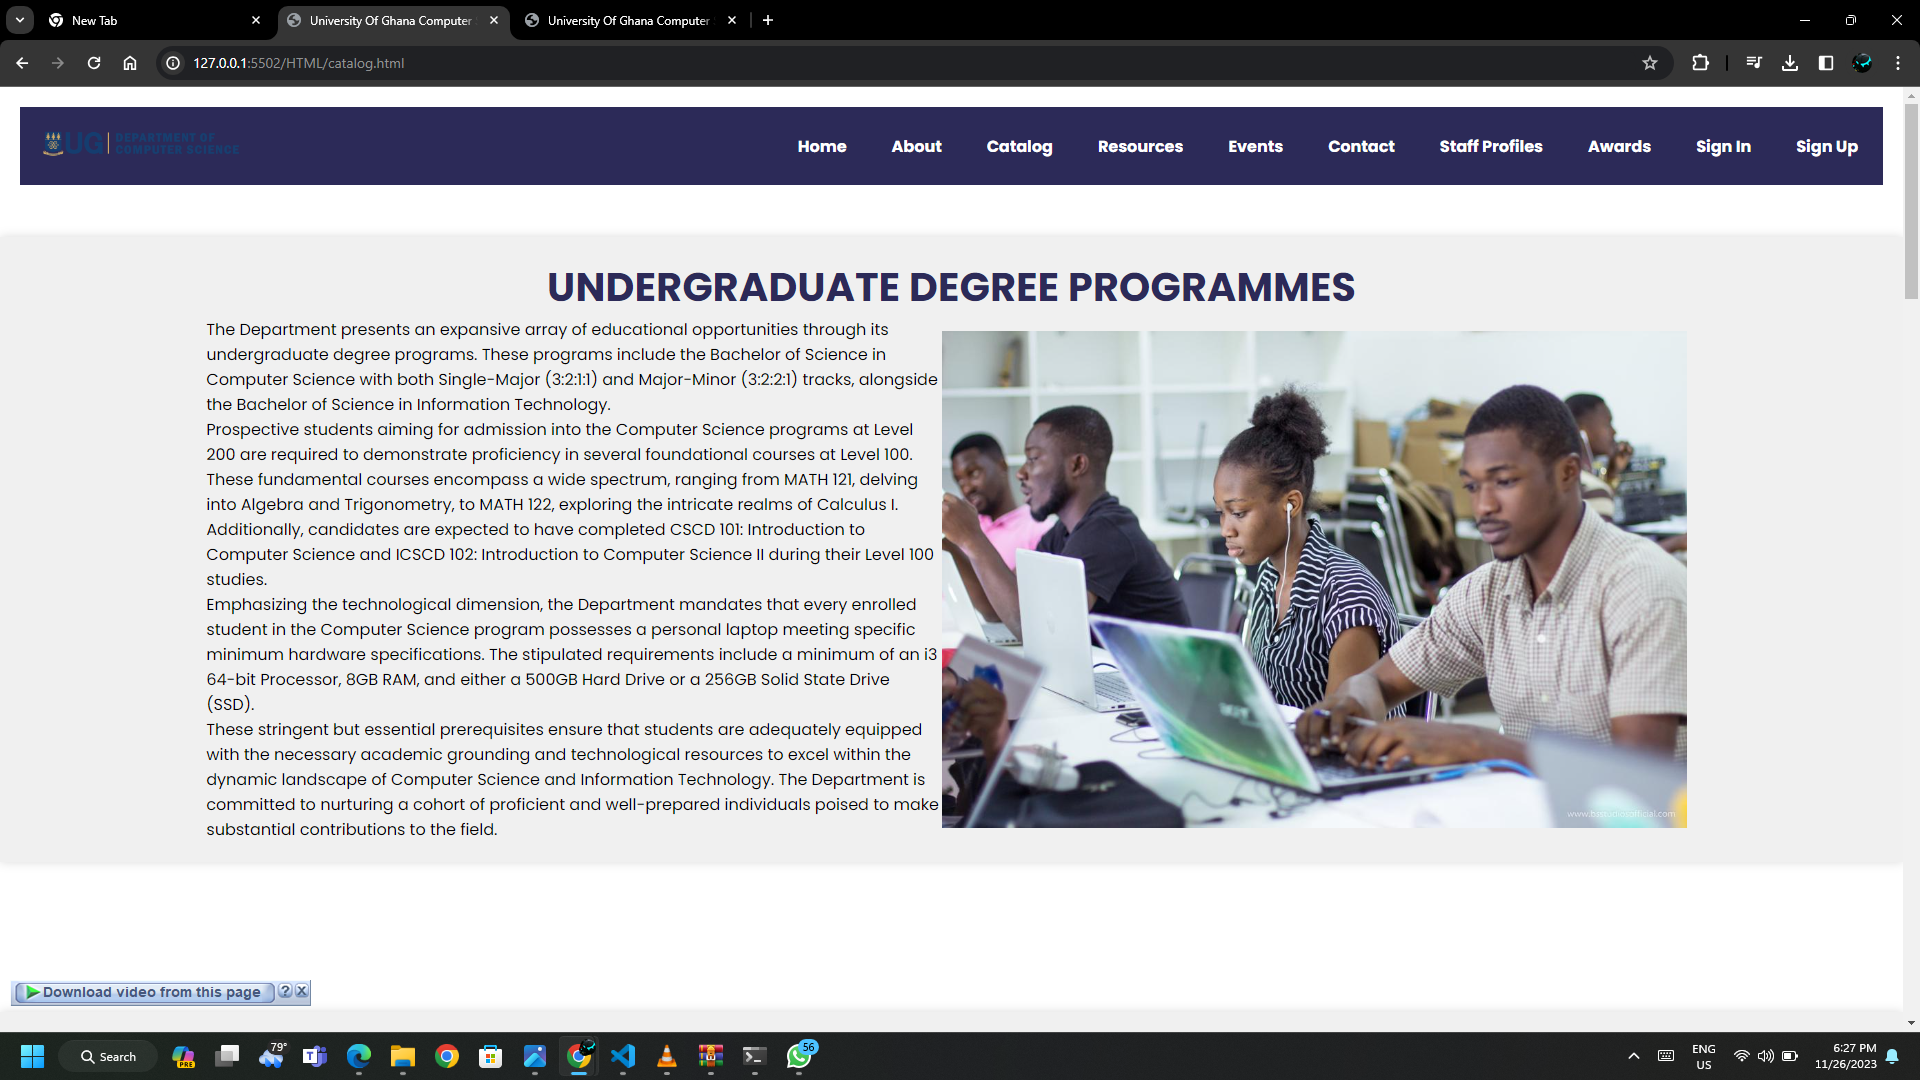 New Tab
University Of Ghana Computer
University Of Ghana Computer
127.0.0.1:5502/HTML/catalog.html
UG
DEPARTMENT OF
COMPUTER SCIENCE
Home
About
Catalog
Resources
Events
Contact
Staff Profiles
Awards
Sign In
Sign Up
UNDERGRADUATE DEGREE PROGRAMMES
The Department presents an expansive array of educational opportunities through its
undergraduate degree programs. These programs include the Bachelor of Science in
Computer Science with both Single-Major (3:2:1:1) and Major-Minor (3:2:2:1) tracks, alongside
the Bachelor of Science in Information Technology.
Prospective students aiming for admission into the Computer Science programs at Level
200 are required to demonstrate proficiency in several foundational courses at Level 100.
These fundamental courses encompass a wide spectrum, ranging from MATH 121, delving
into Algebra and Trigonometry, to MATH 122, exploring the intricate realms of Calculus I.
Additionally, candidates are expected to have completed CSCD 101: Introduction to
Computer Science and ICSCD 102: Introduction to Computer Science II during their Level 100
studies.
Emphasizing the technological dimension, the Department mandates that every enrolled
student in the Computer Science program possesses a personal laptop meeting specific
minimum hardware specifications. The stipulated requirements include a minimum of an i3
64-bit Processor, 8GB RAM, and either a 500GB Hard Drive or a 256GB Solid State Drive
(SSD).
These stringent but essential prerequisites ensure that students are adequately equipped
with the necessary academic grounding and technological resources to excel within the
dynamic landscape of Computer Science and Information Technology. The Department is
committed to nurturing a cohort of proficient and well-prepared individuals poised to make
substantial contributions to the field.
Download video from this page
Search
PRE
79°
56
ENG
US
6:27 PM
11/26/2023